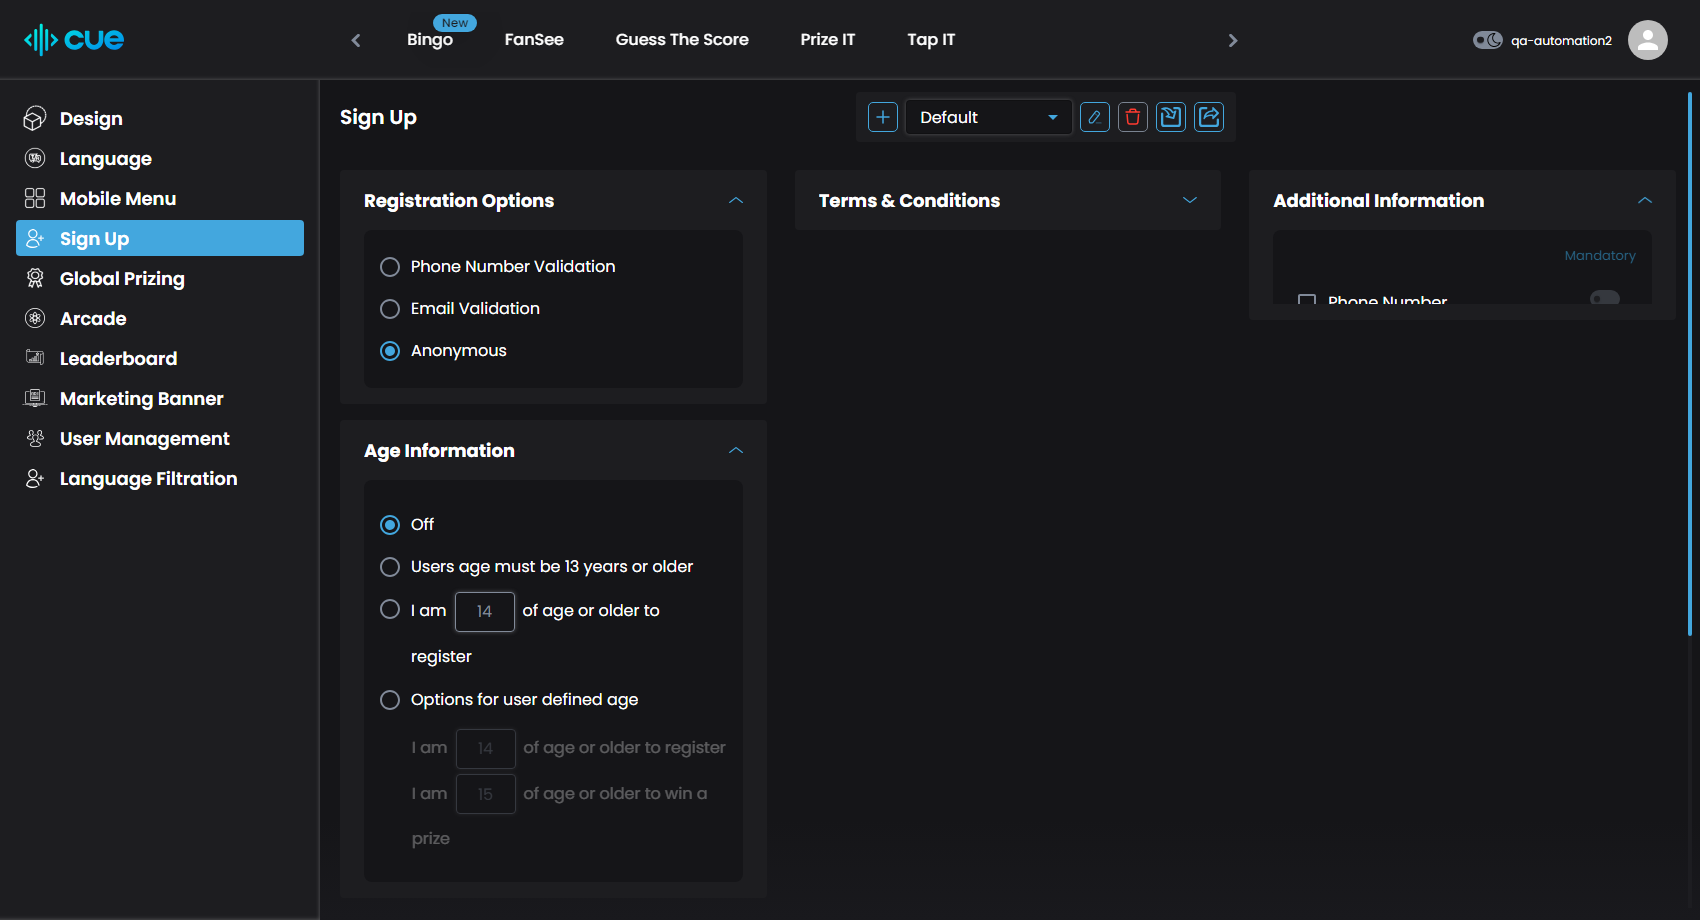 cue
New
Bingo
FanSee
Guess The Score
Prize IT
Tap IT
qa-automation2
Design
Language
Mobile Menu
Sign Up
Global Prizing
Arcade
Leaderboard
Marketing Banner
User Management
Language Filtration
Sign Up
Default
Registration Options
Phone Number Validation
Email Validation
Anonymous
Age Information
Off
Users age must be 13 years or older
I am 14 of age or older to
register
Options for user defined age
I am 14 of age or older to register
I am 15 of age or older to win a
prize
Terms & Conditions
Additional Information
Mandatory
Phone Number